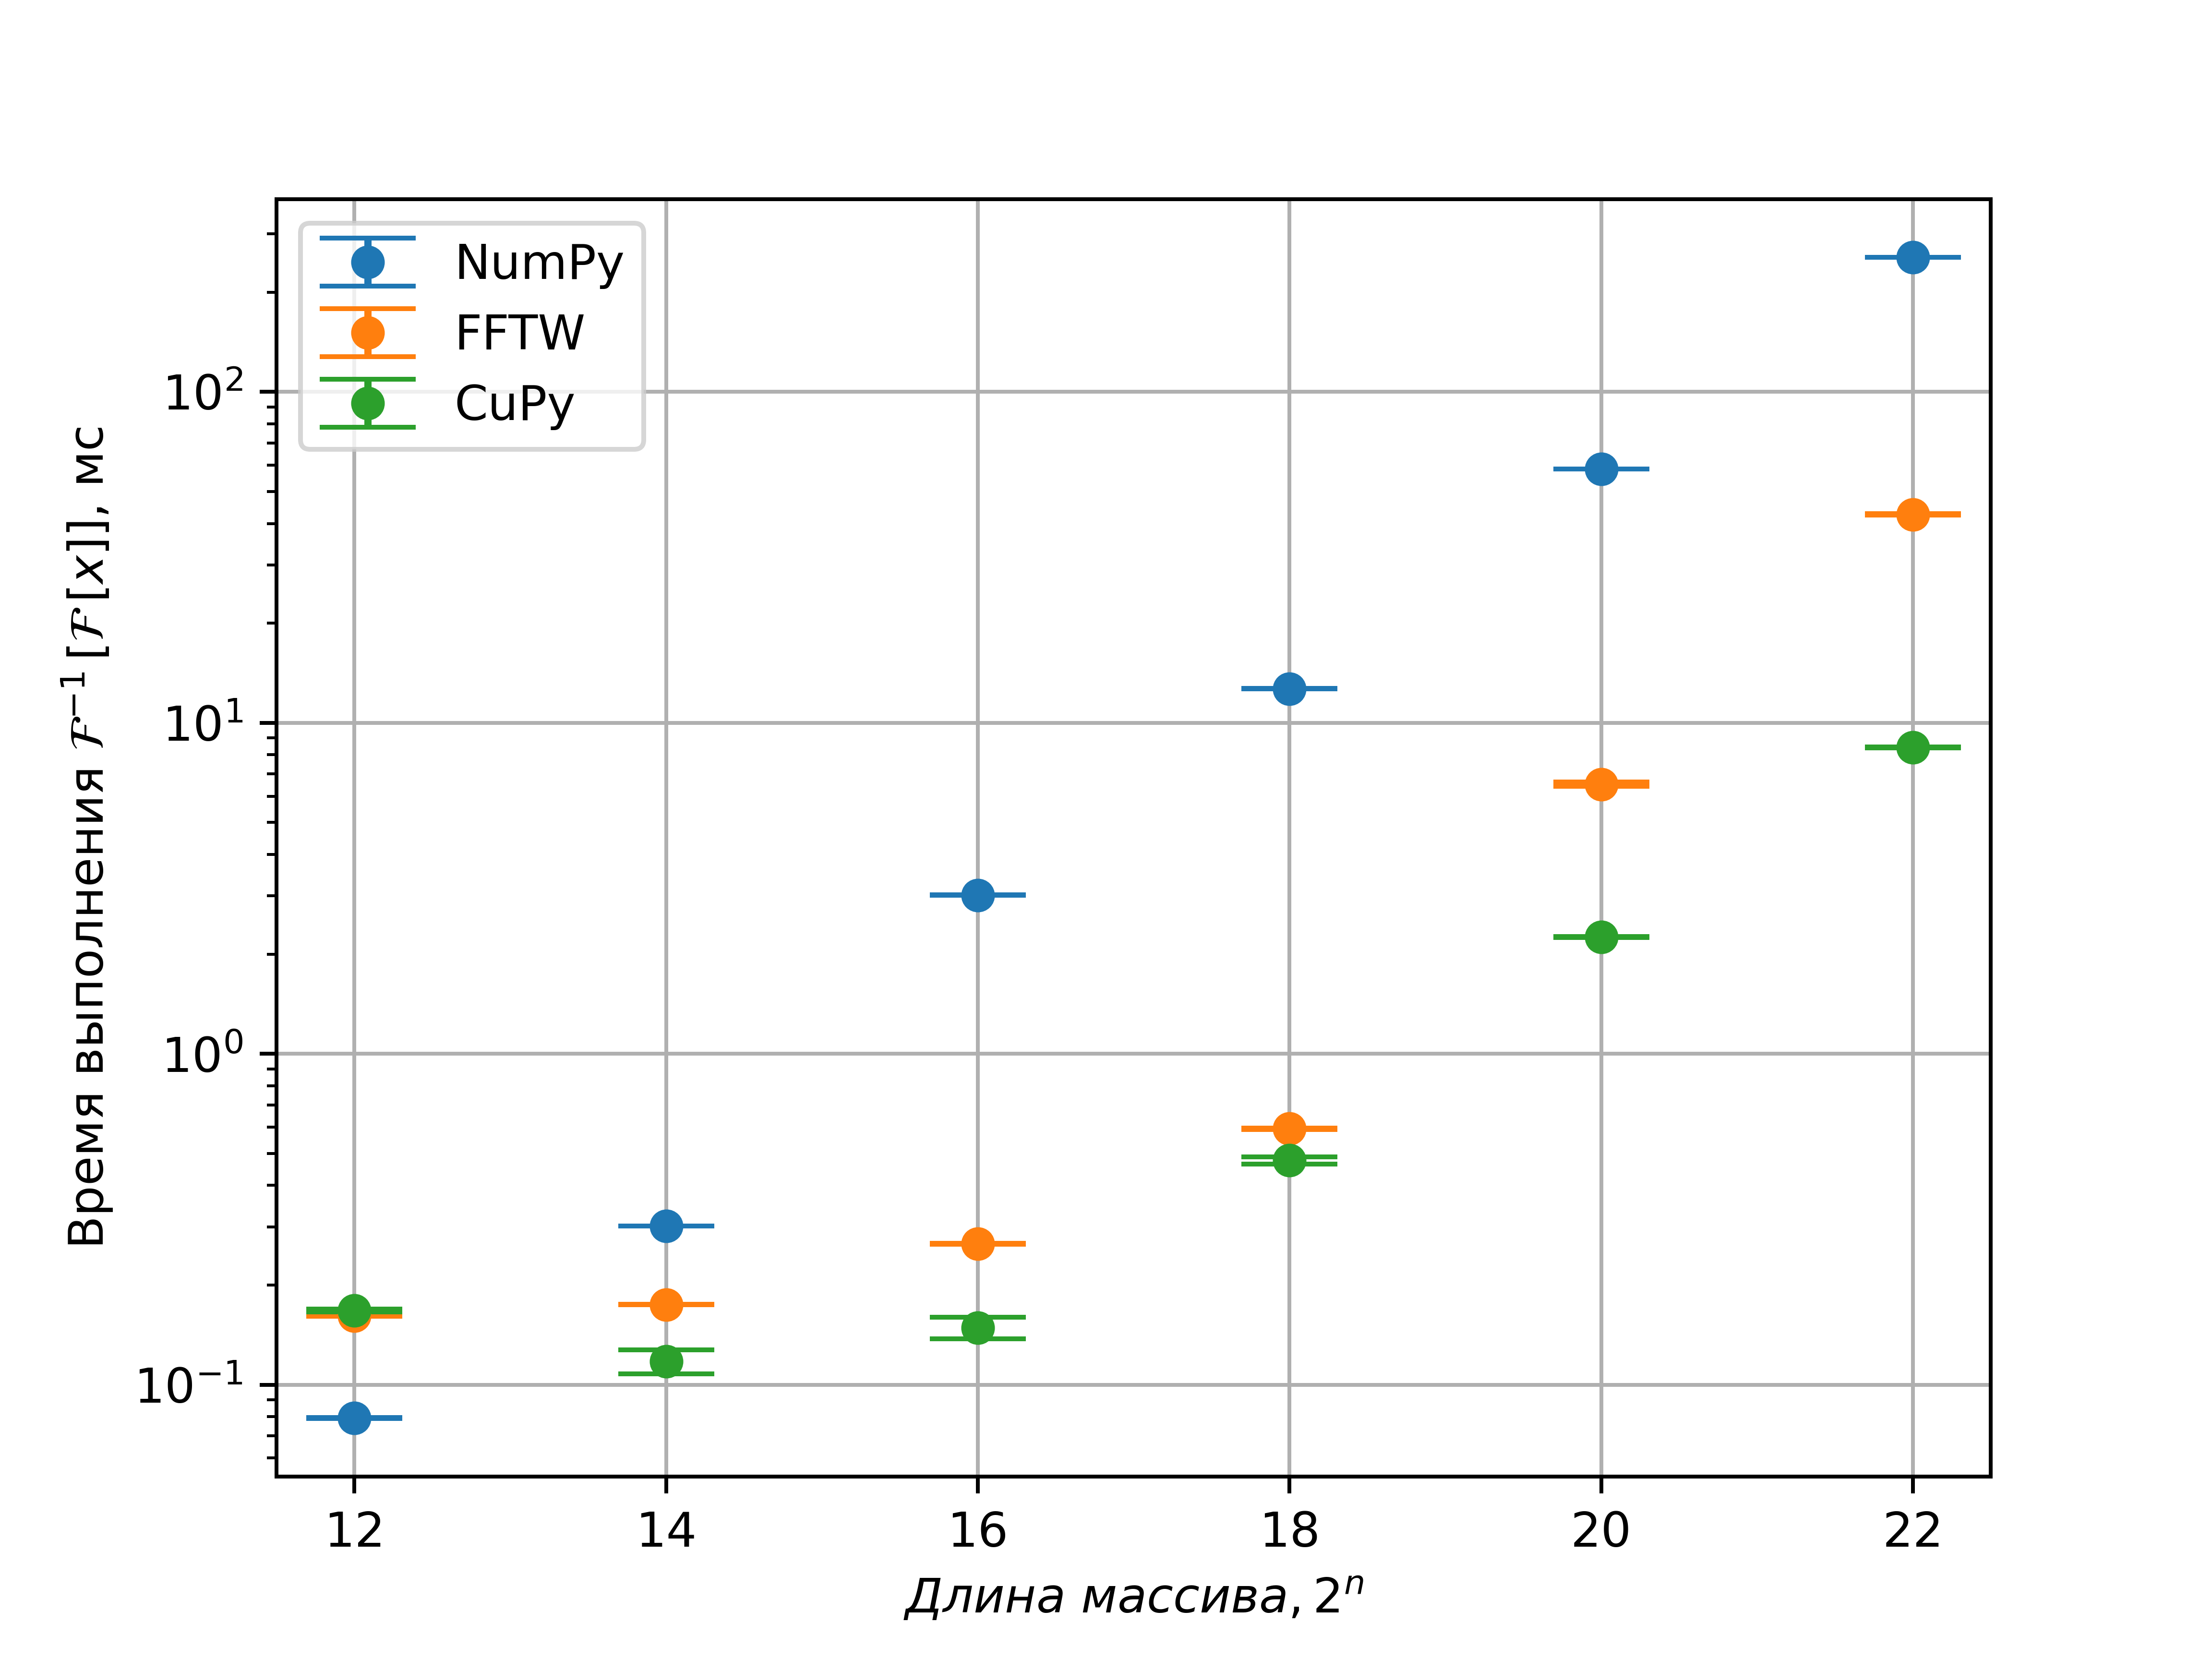 NumPy
FFTW
CuPy
10²
10¹
10⁰
10⁻¹
Время выполнения ℱ⁻¹[ℱ[x]], мс
12 14 16 18 20 22
Длина массива, 2ⁿ